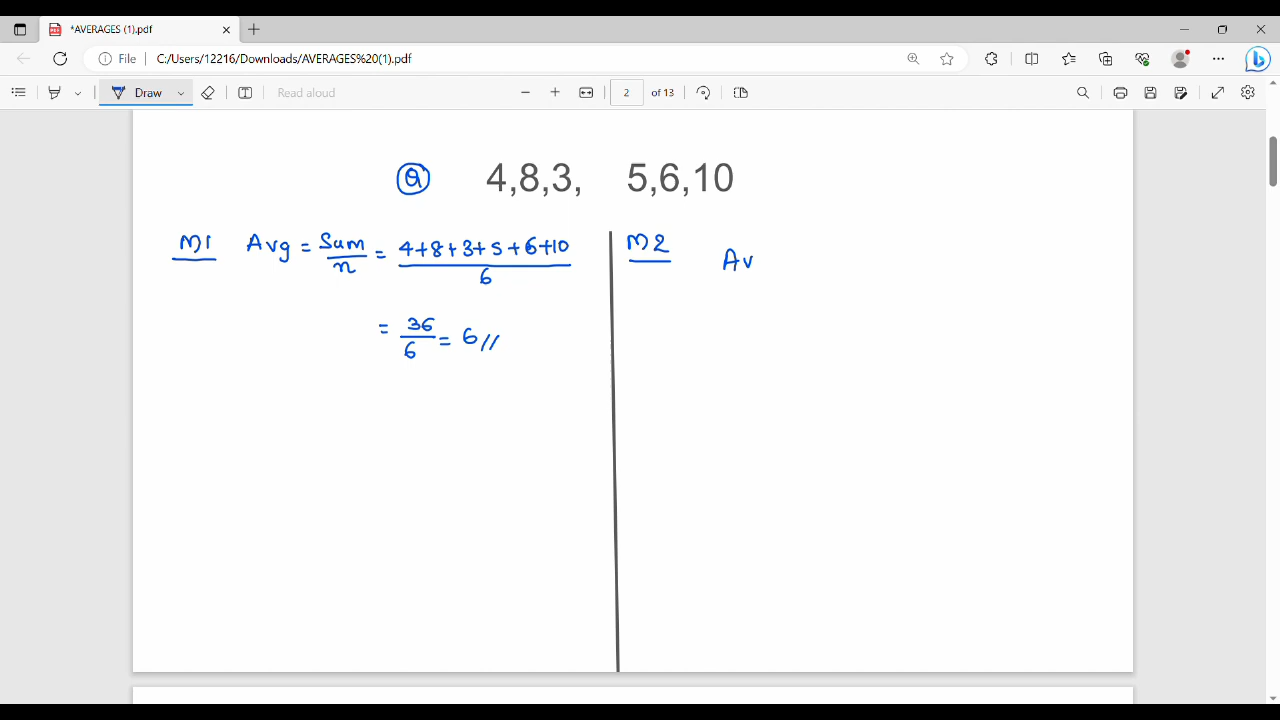 *AVERAGES (1).pdf
File C:/Users/12216/Downloads/AVERAGES%20(1).pdf
Draw Read aloud 2 of 13
Q 4,8,3, 5,6,10
M1 Avg = Sum/n = 4+8+3+5+6+10/6
= 36/6 = 6//
M2 Av